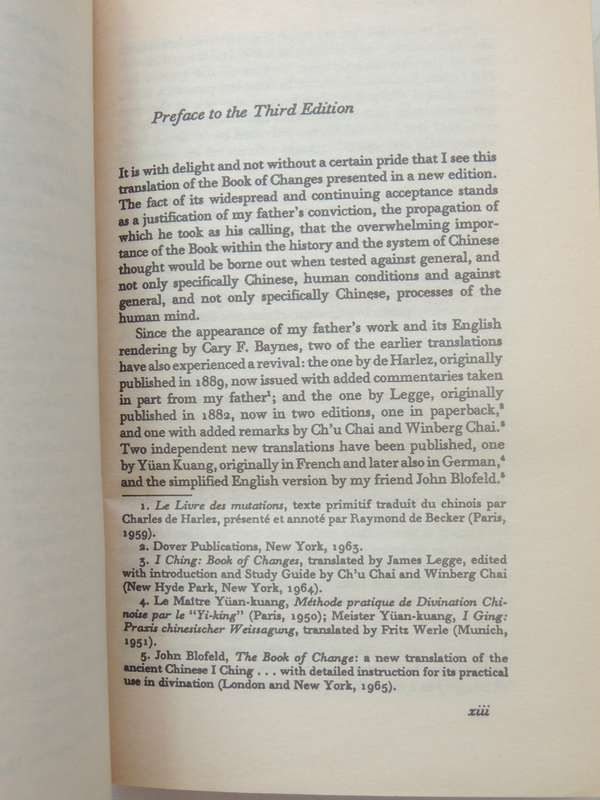 Preface to the Third Edition
It is with delight and not without a certain pride that I see this
translation of the Book of Changes presented in a new edition.
The fact of its widespread and continuing acceptance stands
as a justification of my father's conviction, the propagation of
which he took as his calling, that the overwhelming impor-
tance of the Book within the history and the system of Chinese
thought would be borne out when tested against general, and
not only specifically Chinese, human conditions and against
general, and not only specifically Chinese, processes of the
human mind.
Since the appearance of my father's work and its English
rendering by Cary F. Baynes, two of the earlier translations
have also experienced a revival: the one by de Harlez, originally
published in 1889, now issued with added commentaries taken
in part from my father¹; and the one by Legge, originally
published in 1882, now in two editions, one in paperback,²
and one with added remarks by Ch'u Chai and Winberg Chai.³
Two independent new translations have been published, one
by Yüan Kuang, originally in French and later also in German,⁴
and the simplified English version by my friend John Blofeld.⁵
1. Le Livre des mutations, texte primitif traduit du chinois par
Charles de Harlez, présenté et annoté par Raymond de Becker (Paris,
1959).
2. Dover Publications, New York, 1963.
3. I Ching: Book of Changes, translated by James Legge, edited
with introduction and Study Guide by Ch'u Chai and Winberg Chai
(New Hyde Park, New York, 1964).
4. Le Maître Yüan-kuang, Méthode pratique de Divination Chi-
noise par le "Yi-king" (Paris, 1950); Meister Yüan-kuang, I Ging:
Praxis chinesischer Weissagung, translated by Fritz Werle (Munich,
1951).
5. John Blofeld, The Book of Change: a new translation of the
ancient Chinese I Ching . . . with detailed instruction for its practical
use in divination (London and New York, 1965).
xiii